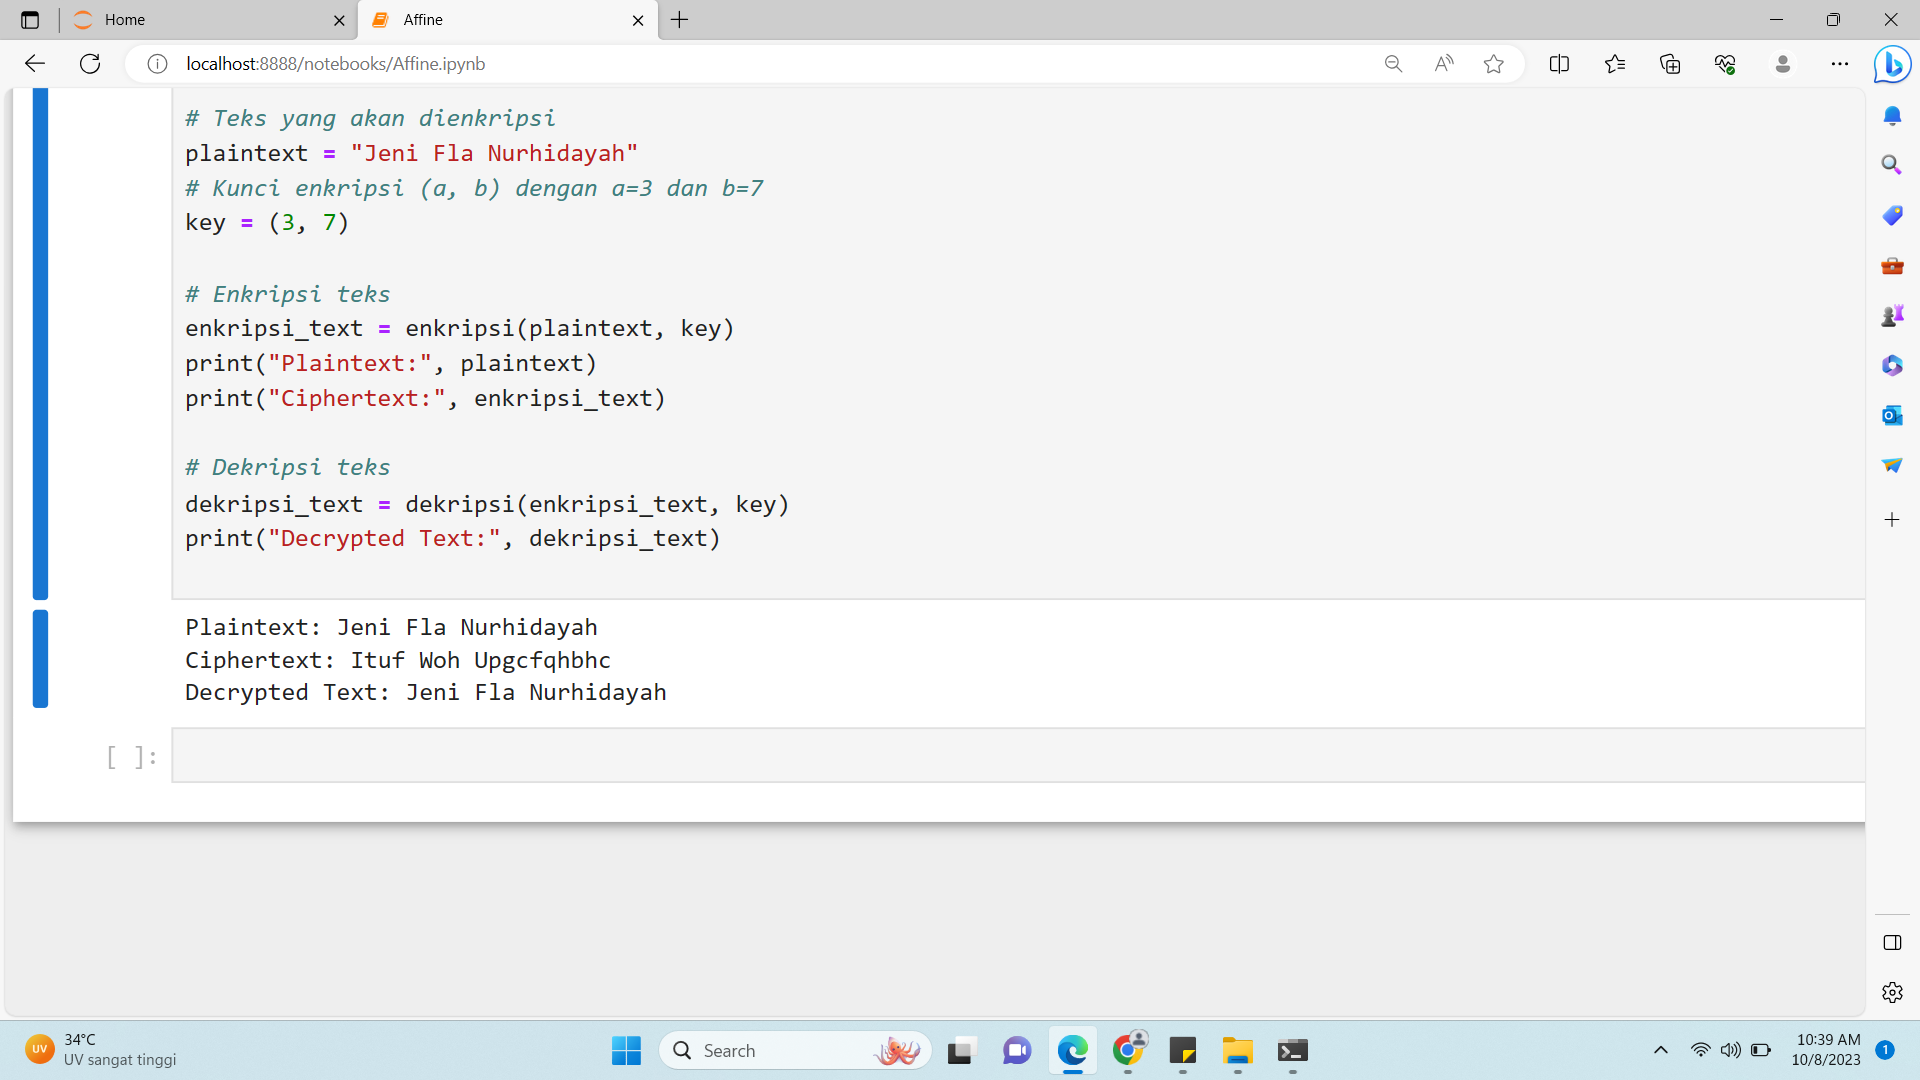 Home
Affine
localhost:8888/notebooks/Affine.ipynb
# Teks yang akan dienkripsi
plaintext = "Jeni Fla Nurhidayah"
# Kunci enkripsi (a, b) dengan a=3 dan b=7
key = (3, 7)
# Enkripsi teks
enkripsi_text = enkripsi(plaintext, key)
print("Plaintext:", plaintext)
print("Ciphertext:", enkripsi_text)
# Dekripsi teks
dekripsi_text = dekripsi(enkripsi_text, key)
print("Decrypted Text:", dekripsi_text)
Plaintext: Jeni Fla Nurhidayah
Ciphertext: Ituf Woh Upgcfqhbhc
Decrypted Text: Jeni Fla Nurhidayah
[ ]:
UV
34°C
UV sangat tinggi
Search
10:39 AM
10/8/2023
1